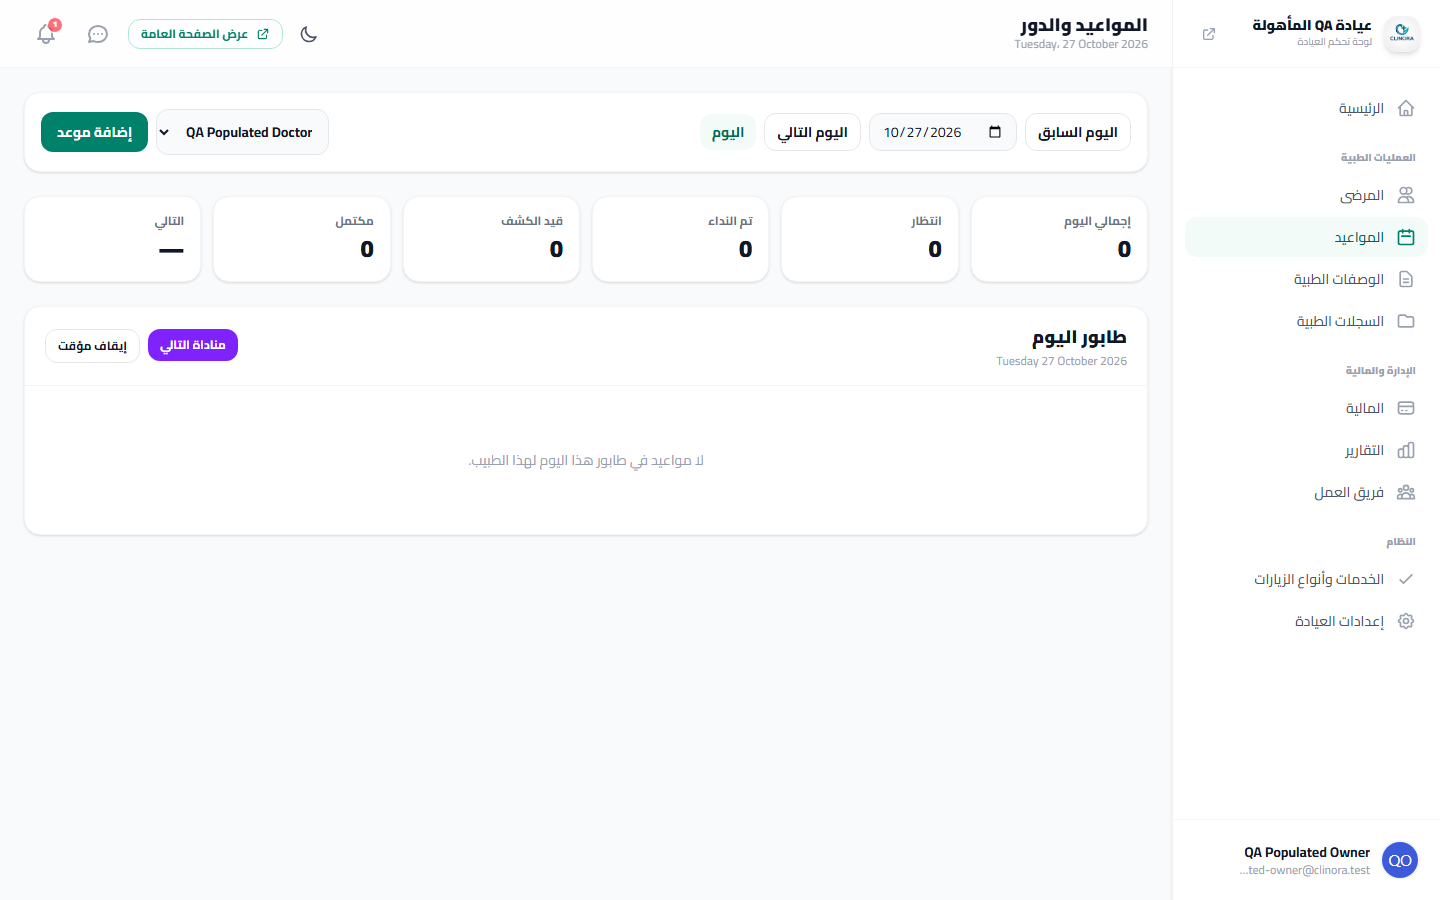 عيادة QA المأهولة
لوحة تحكم العيادة
CLINORA
الرئيسية
العمليات الطبية
المرضى
المواعيد
الوصفات الطبية
السجلات الطبية
الإدارة والمالية
المالية
التقارير
فريق العمل
النظام
الخدمات وأنواع الزيارات
إعدادات العيادة
QA Populated Owner
...ted-owner@clinora.test
QO
المواعيد والدور
Tuesday، 27 October 2026
عرض الصفحة العامة
اليوم السابق
10/27/2026
اليوم التالي
اليوم
QA Populated Doctor
إضافة موعد
إجمالي اليوم
0
انتظار
0
تم النداء
0
قيد الكشف
0
مكتمل
0
التالي
—
طابور اليوم
Tuesday 27 October 2026
مناداة التالي
إيقاف مؤقت
لا مواعيد في طابور هذا اليوم لهذا الطبيب.